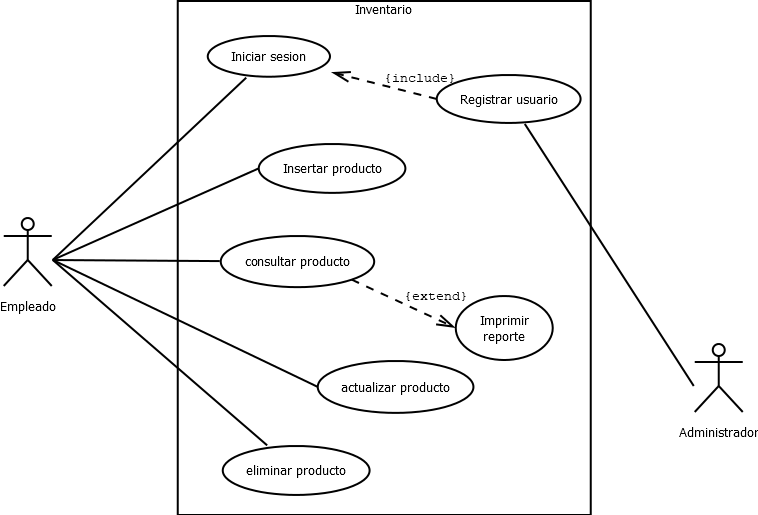 Inventario
Iniciar sesion
{include}
Registrar usuario
Insertar producto
consultar producto
{extend}
Empleado
Imprimir
reporte
actualizar producto
Administrador
eliminar producto